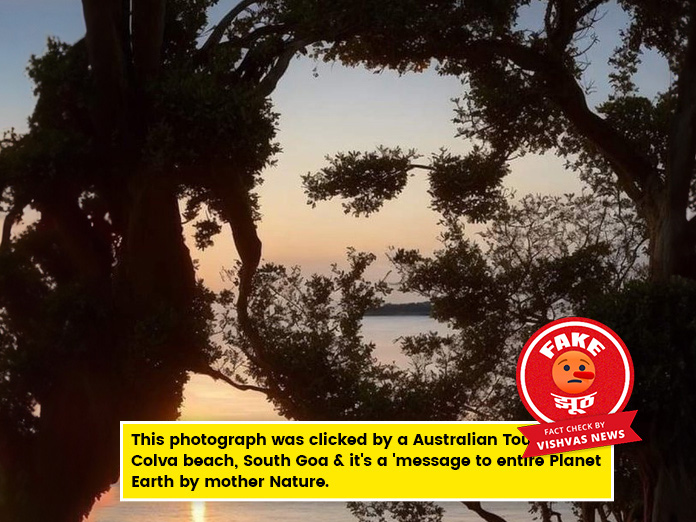 This photograph was clicked by a Australian Tou
Colva beach, South Goa & it's a 'message to entire Planet
Earth by mother Nature.
FAKE
झूठ
FACT CHECK BY
VISHVAS NEWS